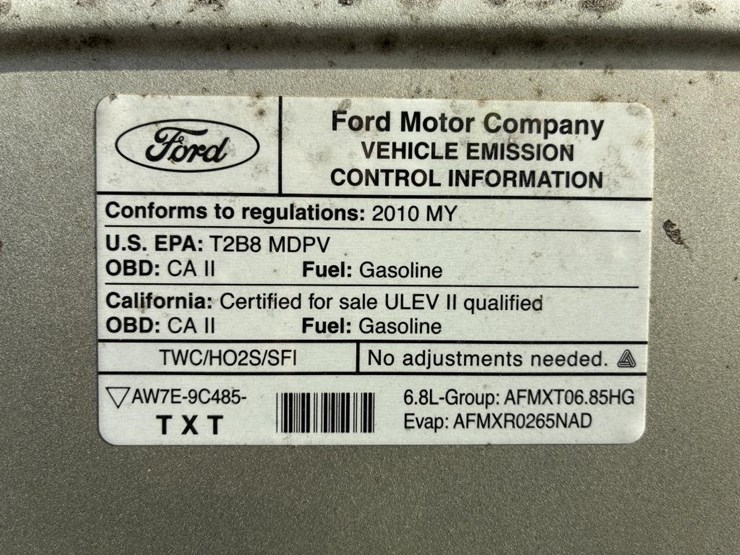 Ford
Ford Motor Company
VEHICLE EMISSION
CONTROL INFORMATION
Conforms to regulations: 2010 MY
U.S. EPA: T2B8 MDPV
OBD: CA II Fuel: Gasoline
California: Certified for sale ULEV II qualified
OBD: CA II Fuel: Gasoline
TWC/HO2S/SFI No adjustments needed.
AW7E-9C485-
TXT
6.8L-Group: AFMXT06.85HG
Evap: AFMXR0265NAD